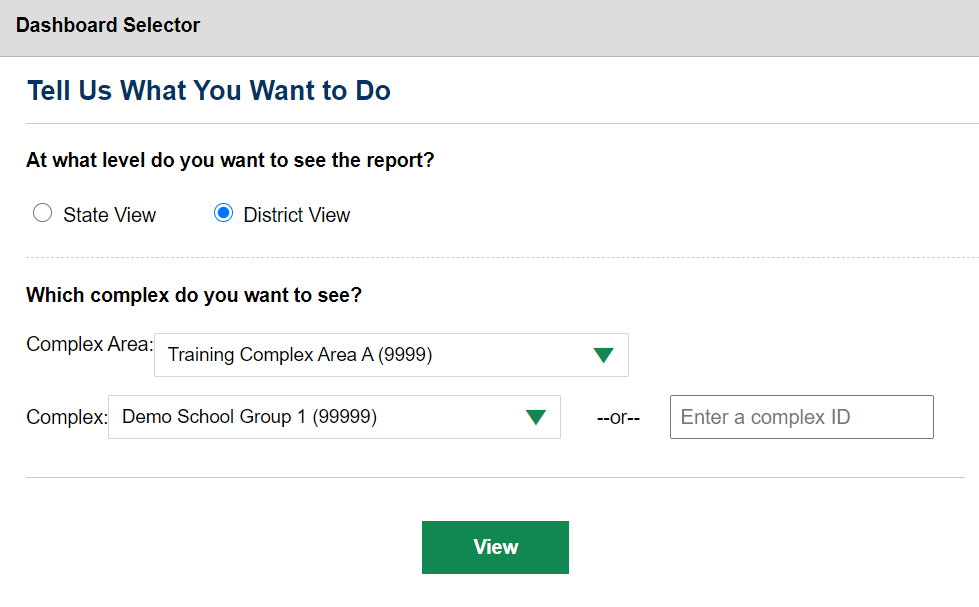 Dashboard Selector
Tell Us What You Want to Do
At what level do you want to see the report?
State View District View
Which complex do you want to see?
Complex Area: Training Complex Area A (9999)
Complex: Demo School Group 1 (99999) --or-- Enter a complex ID
View